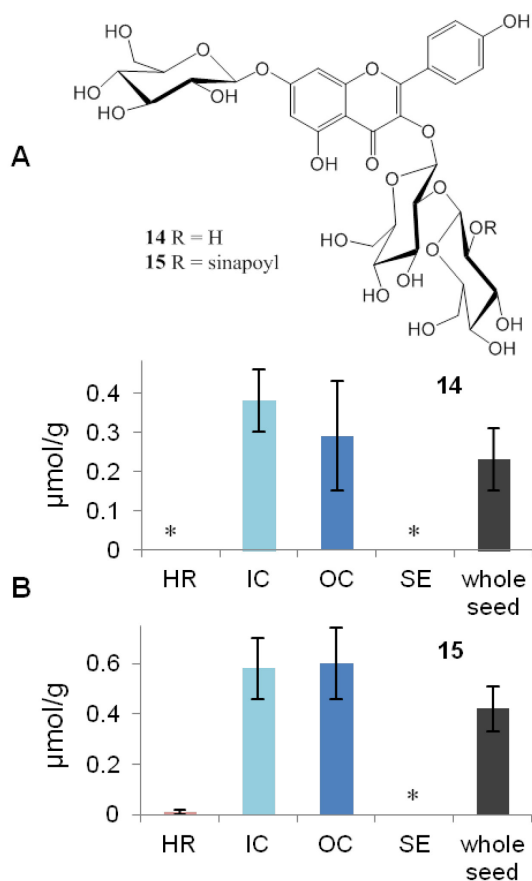 HO
OH
O
O
O
HO
HO
OH
OH
O
O
O
A
O
O
HO
OR
HO
OH
O
HO
OH
HO
HO
OH
14 R = H
15 R = sinapoyl
14
µmol/g
0.4
0.3
0.2
0.1
0
*
*
HR IC OC SE whole seed
B
15
µmol/g
0.6
0.4
0.2
0
*
HR IC OC SE whole seed